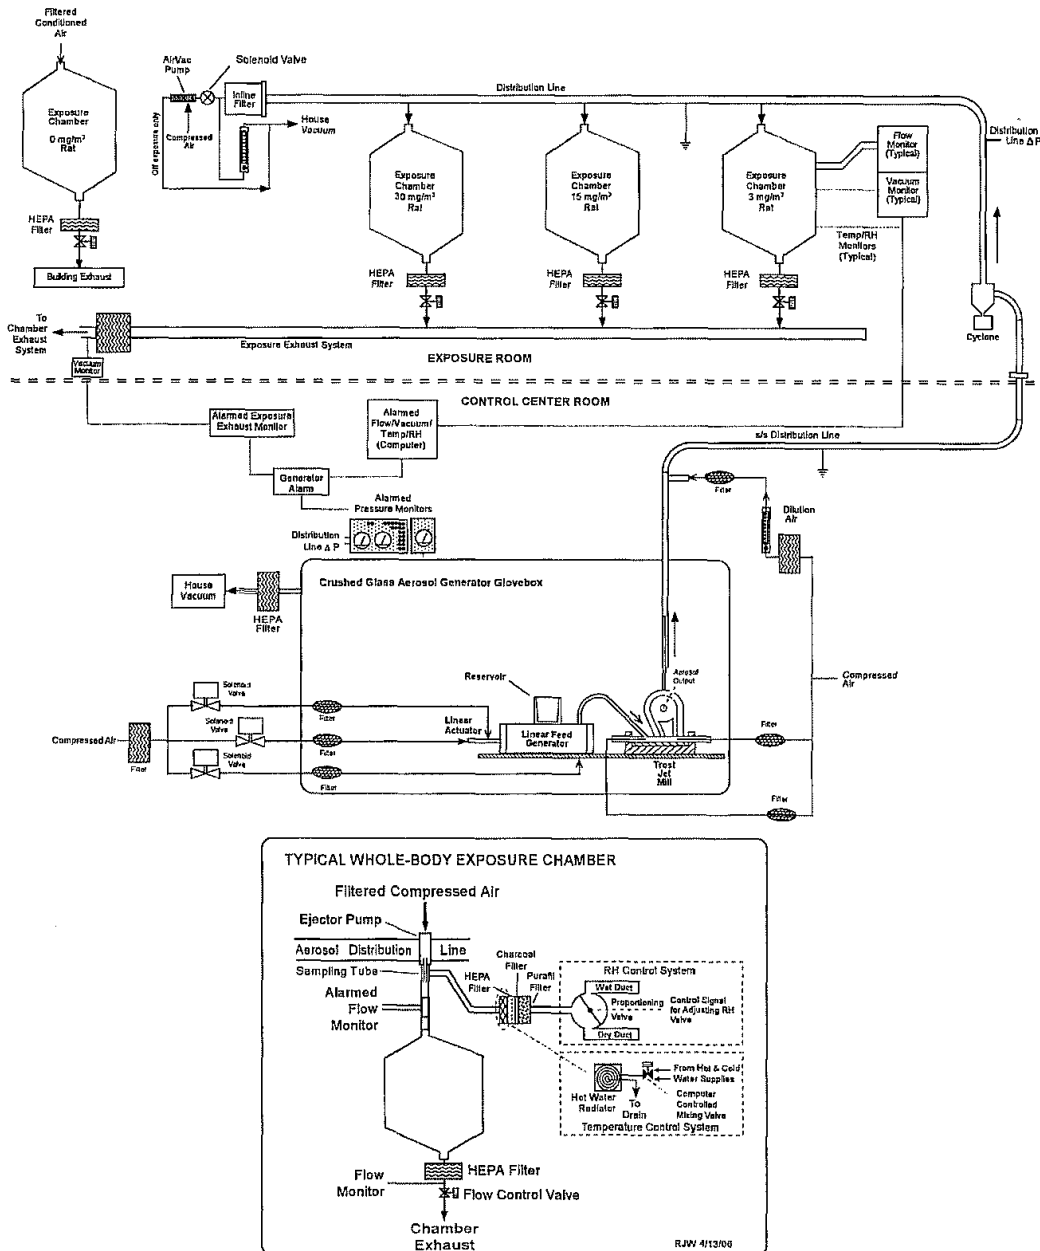 Filtered
Conditioned
Air
Exposure
Chamber
0 mg/m³
Rat
HEPA
Filter
Building Exhaust
AirVac
Pump
Solenoid Valve
Inline
Filter
Compressed
Air
Off exposure only
House
Vacuum
Distribution Line
Exposure
Chamber
30 mg/m³
Rat
HEPA
Filter
Exposure
Chamber
15 mg/m³
Rat
HEPA
Filter
Exposure
Chamber
3 mg/m³
Rat
HEPA
Filter
Flow
Monitor
(Typical)
Vacuum
Monitor
(Typical)
Temp/RH
Monitors
(Typical)
Distribution
Line Δ P
Cyclone
To
Chamber
Exhaust
System
Vacuum
Monitor
Exposure Exhaust System
EXPOSURE ROOM
CONTROL CENTER ROOM
Alarmed Exposure
Exhaust Monitor
Alarmed
Flow/Vacuum/
Temp/RH
(Computer)
Generator
Alarm
Alarmed
Pressure Monitors
Distribution
Line Δ P
s/s Distribution Line
Filter
Dilution
Air
House
Vacuum
HEPA
Filter
Crushed Glass Aerosol Generator Glovebox
Aerosol
Output
Reservoir
Linear
Actuator
Linear Feed
Generator
Trost
Jet
Mill
Compressed
Air
Filter
Filter
Compressed Air
Filter
Solenoid
Valve
Solenoid
Valve
Solenoid
Valve
Filter
Filter
Filter
TYPICAL WHOLE-BODY EXPOSURE CHAMBER
Filtered Compressed Air
Ejector Pump
Aerosol Distribution Line
Sampling Tube
Alarmed
Flow
Monitor
HEPA
Filter
Charcoal
Filter
Purafil
Filter
RH Control System
Wet Duct
Proportioning
Valve
Dry Duct
Control Signal
for Adjusting RH
Valve
Hot Water
Radiator
To
Drain
From Hot & Cold
Water Supplies
Computer
Controlled
Mixing Valve
Temperature Control System
HEPA Filter
Flow
Monitor
Flow Control Valve
Chamber
Exhaust
RJW 4/13/06